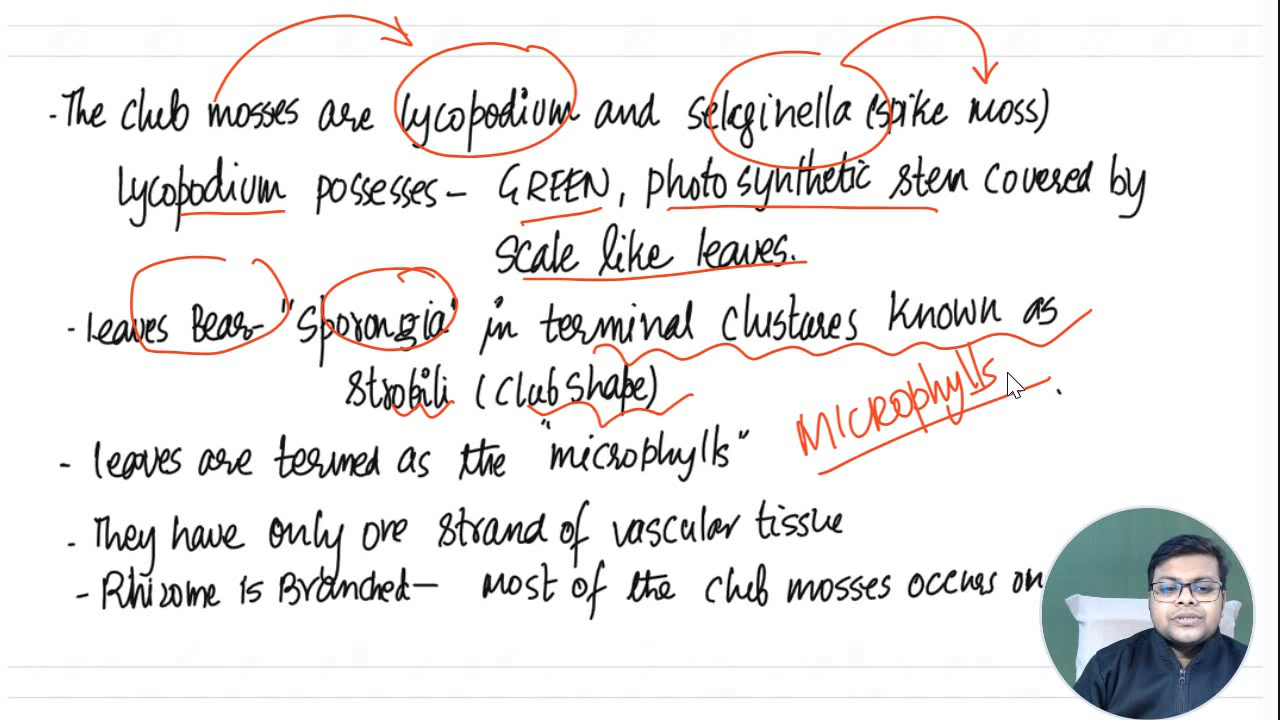 - The club mosses are lycopodium and selaginella (spike moss)
Lycopodium possesses - GREEN, photosynthetic stem covered by
scale like leaves.
- Leaves Bear - "Sporongia" in terminal clustares known as
strobili (Club shape)
MICROPHYllS
- leaves are termed as the "microphylls"
- They have only one strand of vascular tissue
- Rhizome is Branched - most of the club mosses occurs on